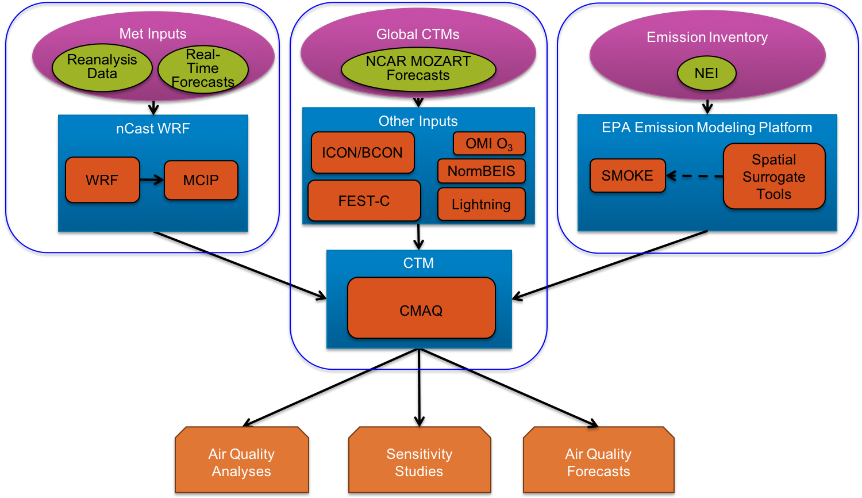 Met Inputs
Reanalysis
Data
Real-
Time
Forecasts
nCast WRF
WRF
MCIP
Global CTMs
NCAR MOZART
Forecasts
Other Inputs
ICON/BCON
OMI O3
NormBEIS
FEST-C
Lightning
Emission Inventory
NEI
EPA Emission Modeling Platform
SMOKE
Spatial
Surrogate
Tools
CTM
CMAQ
Air Quality
Analyses
Sensitivity
Studies
Air Quality
Forecasts